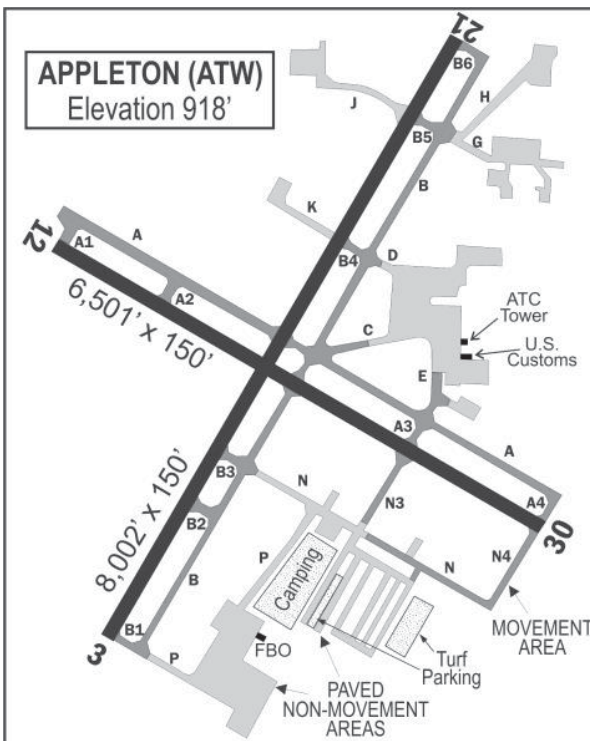 APPLETON (ATW)
Elevation 918’
21
B6
H
J
B5
G
B
K
12
A1
A
D
B4
A2
6,501’ x 150’
ATC
Tower
C
U.S.
Customs
E
A3
A
B3
N
A4
8,002’ x 150’
B2
N3
30
N4
P
Camping
N
B
MOVEMENT
AREA
B1
3
FBO
P
Turf
Parking
PAVED
NON-MOVEMENT
AREAS